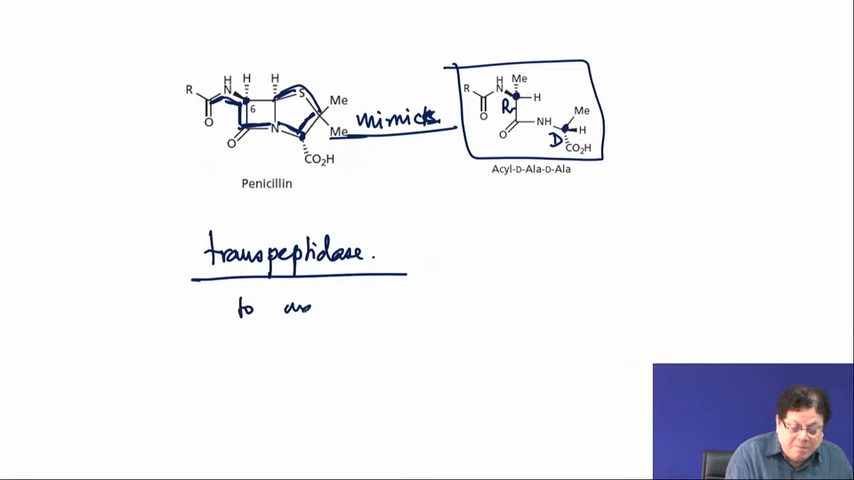 H H H Me
R N S Me R N H
6 mimics R
O N Me O NH Me
O O H
CO₂H D CO₂H
Penicillin Acyl-D-Ala-D-Ala
transpeptidase.
to